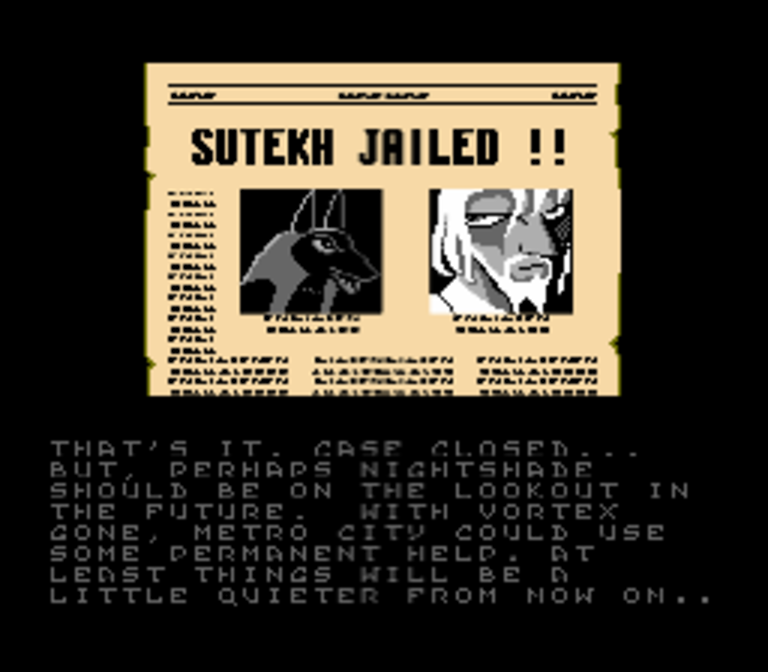 SUTEKH JAILED !!
THAT'S IT. CASE CLOSED...
BUT, PERHAPS NIGHTSHADE
SHOULD BE ON THE LOOKOUT IN
THE FUTURE. WITH VORTEX
GONE, METRO CITY COULD USE
SOME PERMANENT HELP. AT
LEAST THINGS WILL BE A
LITTLE QUIETER FROM NOW ON..